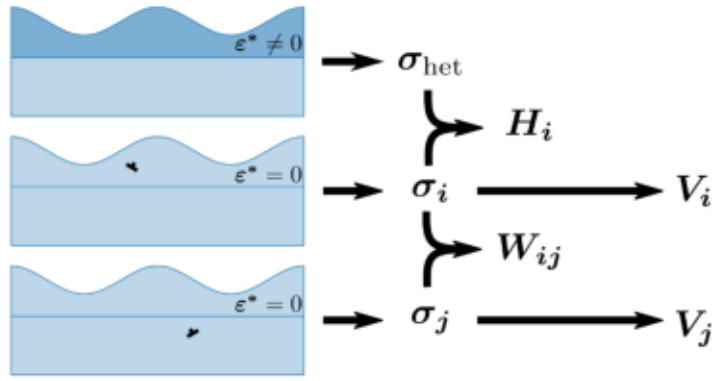 ε* ≠ 0
σ_het
H_i
ε* = 0
σ_i
V_i
W_ij
ε* = 0
σ_j
V_j